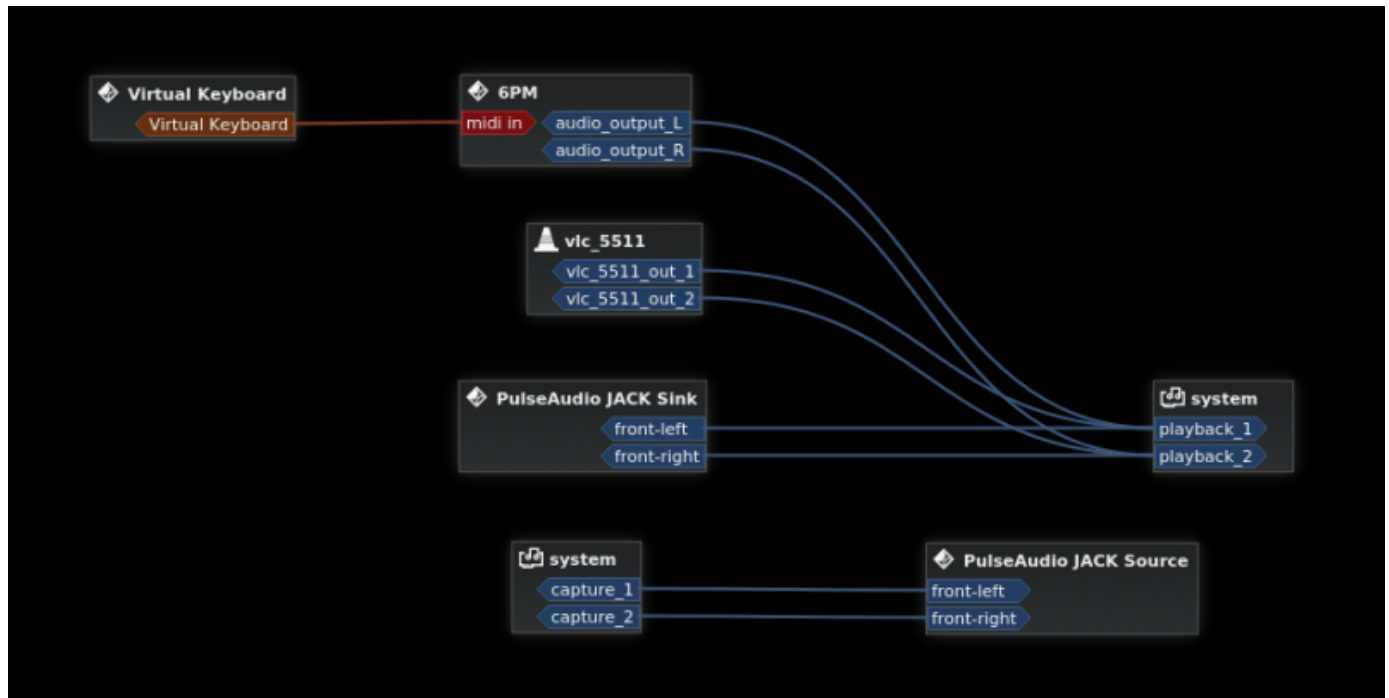 Virtual Keyboard
Virtual Keyboard
6PM
midi in audio_output_L
audio_output_R
vlc_5511
vlc_5511_out_1
vlc_5511_out_2
PulseAudio JACK Sink
front-left
front-right
system
playback_1
playback_2
system
capture_1
capture_2
PulseAudio JACK Source
front-left
front-right